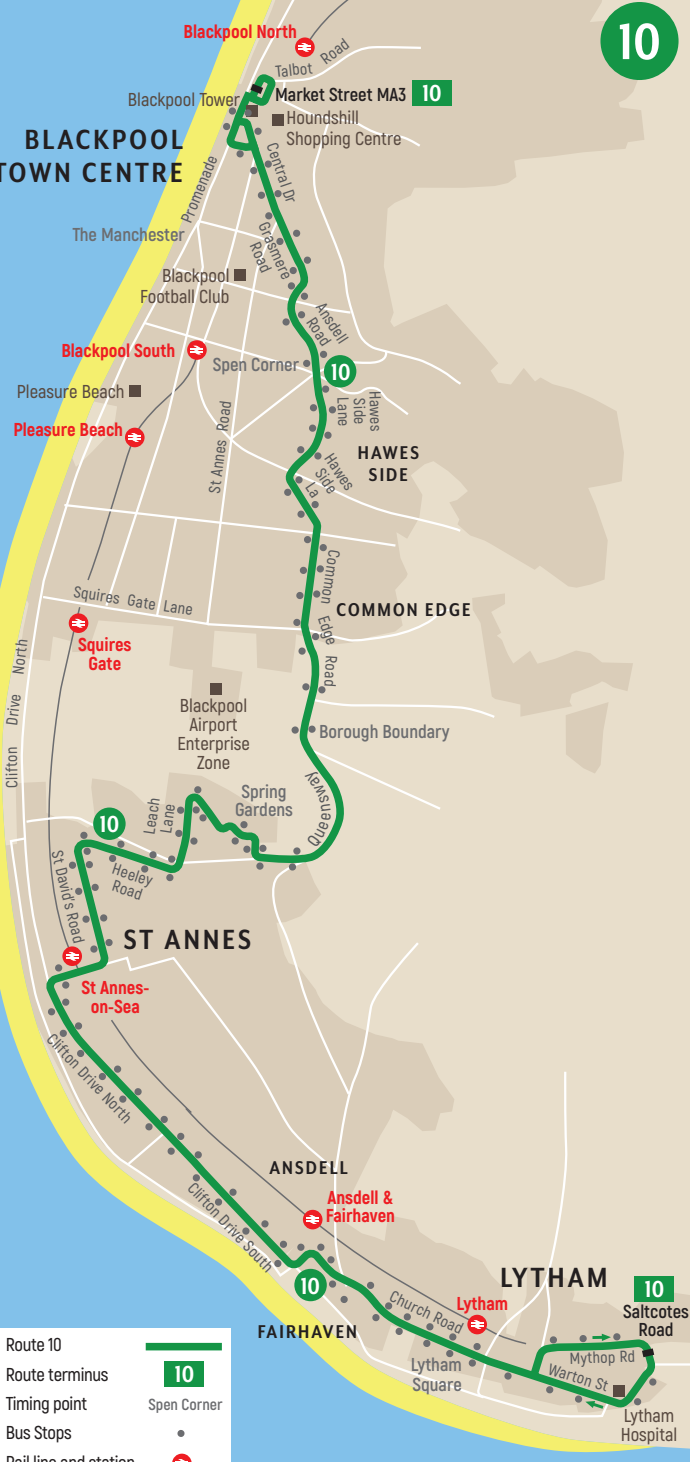 10
Blackpool North
Talbot Road
Blackpool Tower
Market Street MA3 10
Houndshill
Shopping Centre
BLACKPOOL
TOWN CENTRE
Central Dr
Promenade
The Manchester
Grasmere
Road
Blackpool
Football Club
Ansdell
Road
Blackpool South
Spen Corner
10
Pleasure Beach
Hawes
Side
Lane
Pleasure Beach
St Annes Road
HAWES
SIDE
Hawes
Side
La
Common Edge Road
Squires Gate Lane
COMMON EDGE
Squires
Gate
Clifton Drive North
Blackpool
Airport
Enterprise
Zone
Borough Boundary
Queensway
Spring
Gardens
Leach
Lane
10
Heeley
Road
St David's Road
ST ANNES
St Annes-
on-Sea
Clifton Drive North
ANSDELL
Ansdell &
Fairhaven
Clifton Drive South
10
FAIRHAVEN
LYTHAM
10
Saltcotes
Road
Church Road
Lytham
Mythop Rd
Warton St
Lytham
Square
Lytham
Hospital
Route 10
Route terminus 10
Timing point Spen Corner
Bus Stops
Rail line and station